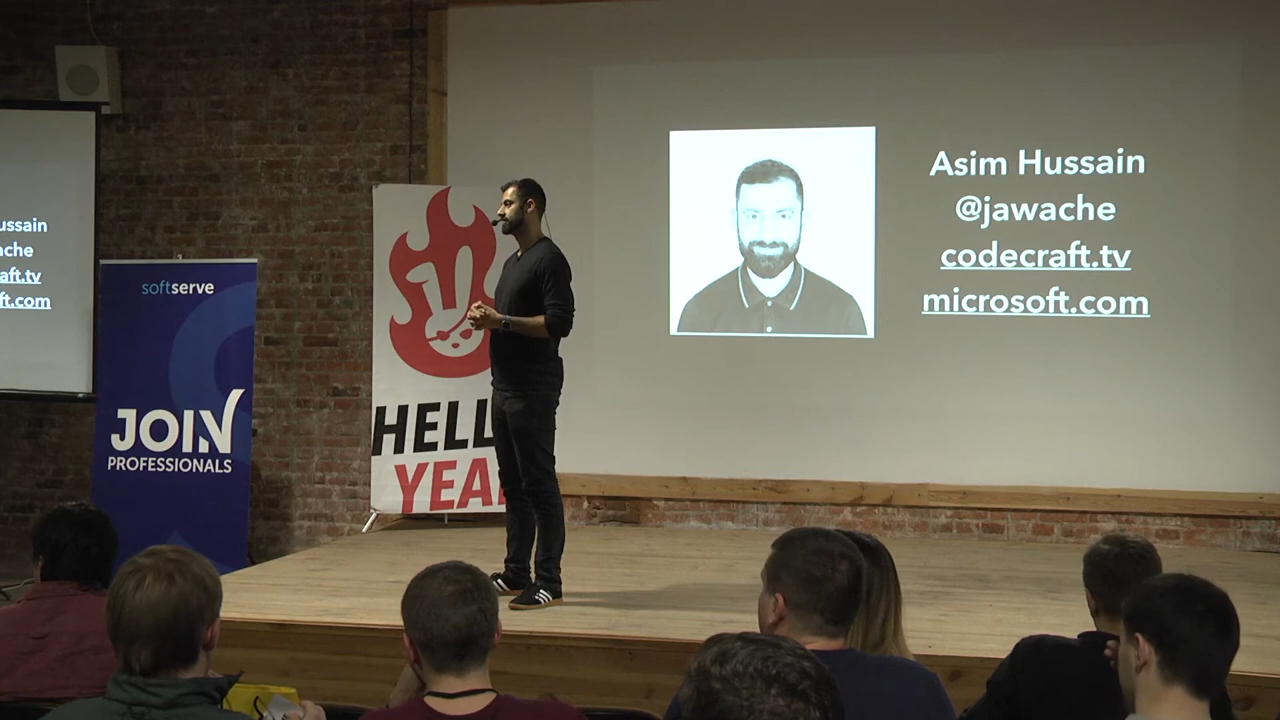 ussain
ache
aft.tv
ft.com
softserve
JOIN
PROFESSIONALS
HELL
YEA
Asim Hussain
@jawache
codecraft.tv
microsoft.com